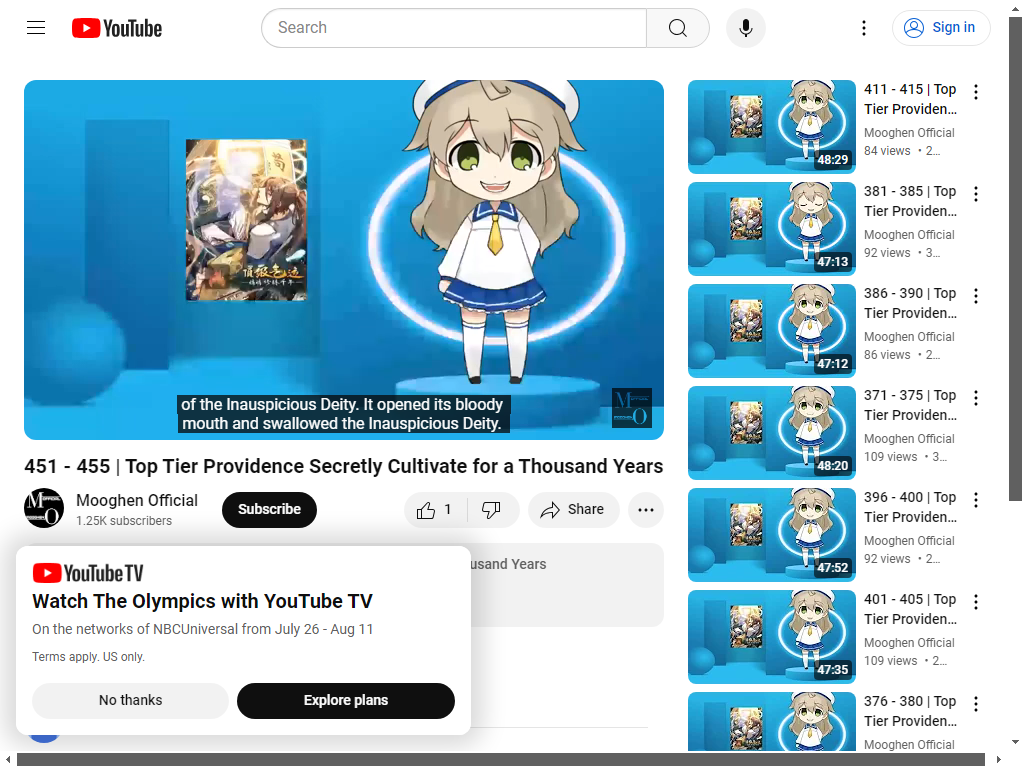 YouTube
Search
Sign in
of the Inauspicious Deity. It opened its bloody
mouth and swallowed the Inauspicious Deity.
451 - 455 | Top Tier Providence Secretly Cultivate for a Thousand Years
Mooghen Official
1.25K subscribers
Subscribe
1
Share
usand Years
YouTube TV
Watch The Olympics with YouTube TV
On the networks of NBCUniversal from July 26 - Aug 11
Terms apply. US only.
No thanks
Explore plans
48:29
411 - 415 | Top
Tier Providen…
Mooghen Official
84 views • 2…
47:13
381 - 385 | Top
Tier Providen…
Mooghen Official
92 views • 3…
47:12
386 - 390 | Top
Tier Providen…
Mooghen Official
86 views • 2…
48:20
371 - 375 | Top
Tier Providen…
Mooghen Official
109 views • 3…
47:52
396 - 400 | Top
Tier Providen…
Mooghen Official
92 views • 2…
47:35
401 - 405 | Top
Tier Providen…
Mooghen Official
109 views • 2…
376 - 380 | Top
Tier Providen…
Mooghen Official